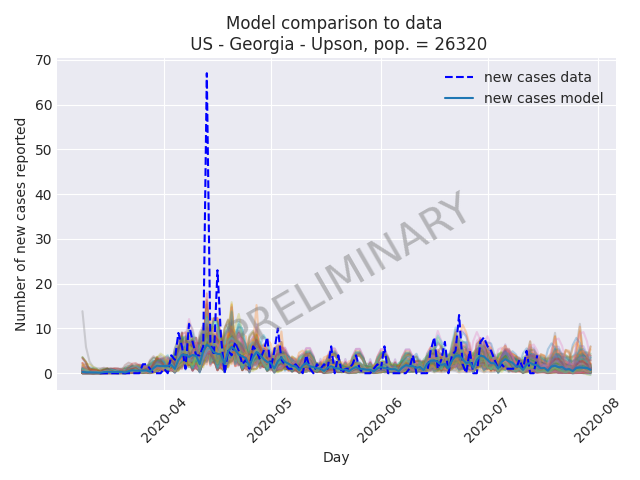 Model comparison to data
US - Georgia - Upson, pop. = 26320
new cases data
new cases model
Number of new cases reported
70
60
50
40
30
20
10
0
PRELIMINARY
2020-04
2020-05
2020-06
2020-07
2020-08
Day